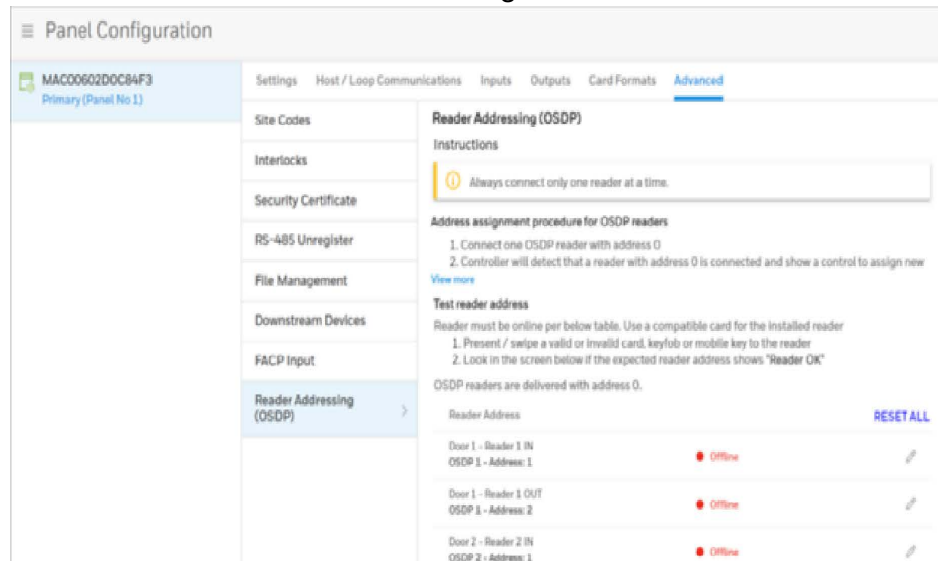 Panel Configuration
MAC00602D0C84F3
Primary (Panel No 1)
Settings Host / Loop Communications Inputs Outputs Card Formats Advanced
Site Codes
Interlocks
Security Certificate
RS-485 Unregister
File Management
Downstream Devices
FACP Input
Reader Addressing
(OSDP)
Reader Addressing (OSDP)
Instructions
Always connect only one reader at a time.
Address assignment procedure for OSDP readers
1. Connect one OSDP reader with address 0
2. Controller will detect that a reader with address 0 is connected and show a control to assign new
View more
Test reader address
Reader must be online per below table. Use a compatible card for the installed reader
1. Present / swipe a valid or invalid card, keyfob or mobile key to the reader
2. Look in the screen below if the expected reader address shows "Reader OK"
OSDP readers are delivered with address 0.
Reader Address RESET ALL
Door 1 - Reader 1 IN
OSDP 1 - Address: 1 Offline
Door 1 - Reader 1 OUT
OSDP 1 - Address: 2 Offline
Door 2 - Reader 2 IN
OSDP 2 - Address: 1 Offline